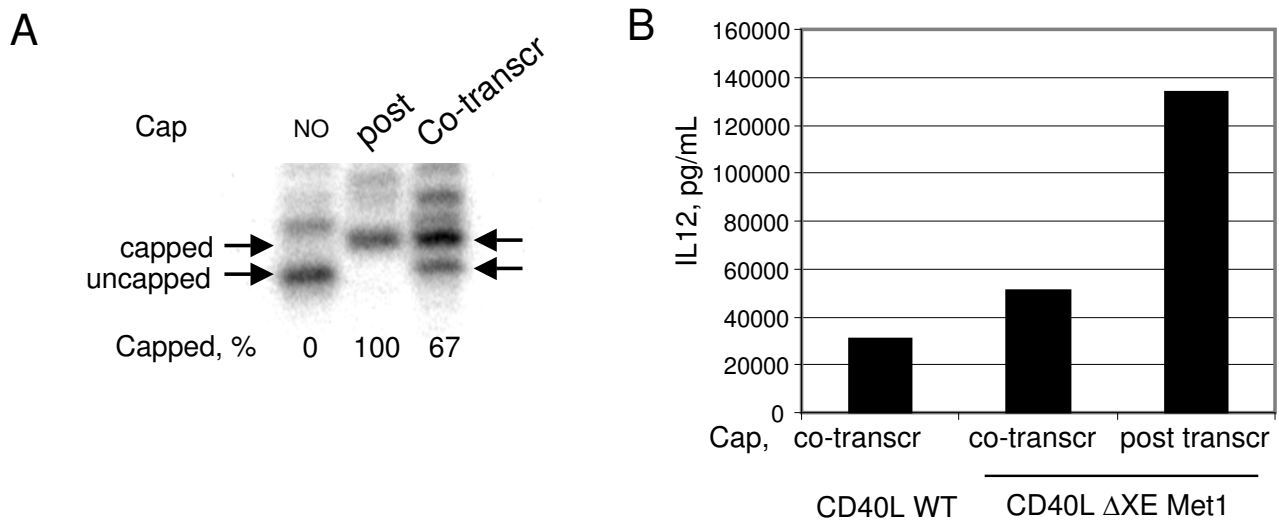 A
Cap NO post Co-transcr
capped
uncapped
Capped, % 0 100 67
B
IL12, pg/mL
160000
140000
120000
100000
80000
60000
40000
20000
0
Cap, co-transcr co-transcr post transcr
CD40L WT CD40L ΔXE Met1